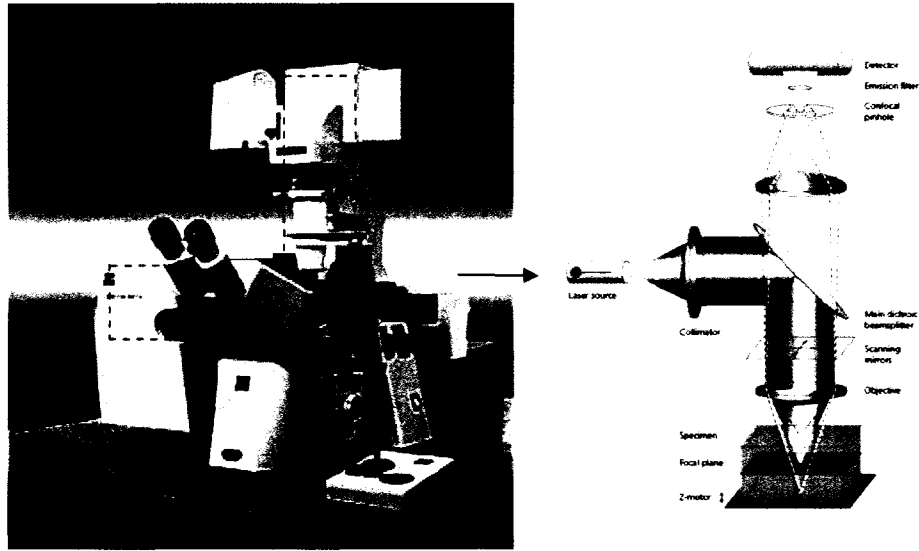 Detector
Emission filter
Confocal
pinhole
Laser source
Collimator
Main dichroic
beamsplitter
Scanning
mirrors
Objective
Specimen
Focal plane
Z-motor